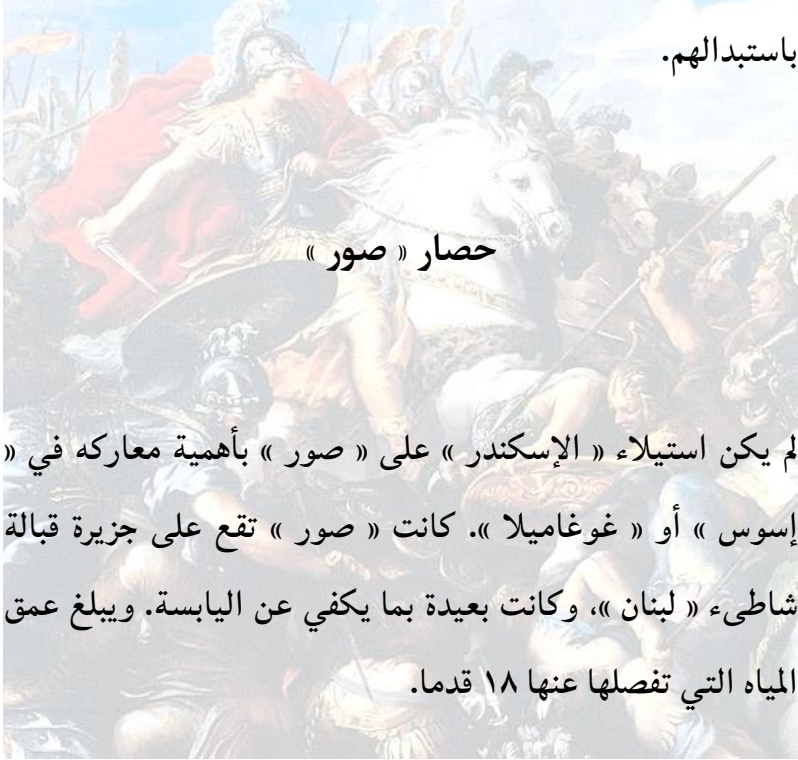 باستبدالهم.
حصار « صور »
لم يكن استيلاء « الإسكندر » على « صور » بأهمية معاركه في «
إسوس » أو « غوغاميلا ». كانت « صور » تقع على جزيرة قبالة
شاطىء « لبنان »، وكانت بعيدة بما يكفي عن اليابسة. ويبلغ عمق
المياه التي تفصلها عنها ١٨ قدما.